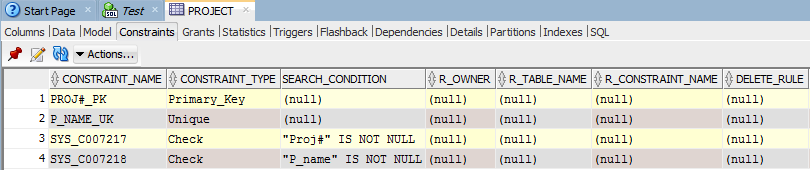 Start Page Test PROJECT
Columns Data Model Constraints Grants Statistics Triggers Flashback Dependencies Details Partitions Indexes SQL
Actions...
CONSTRAINT_NAME CONSTRAINT_TYPE SEARCH_CONDITION R_OWNER R_TABLE_NAME R_CONSTRAINT_NAME DELETE_RULE
1 PROJ#_PK Primary_Key (null) (null) (null) (null) (null)
2 P_NAME_UK Unique (null) (null) (null) (null) (null)
3 SYS_C007217 Check "Proj#" IS NOT NULL (null) (null) (null) (null)
4 SYS_C007218 Check "P_name" IS NOT NULL (null) (null) (null) (null)